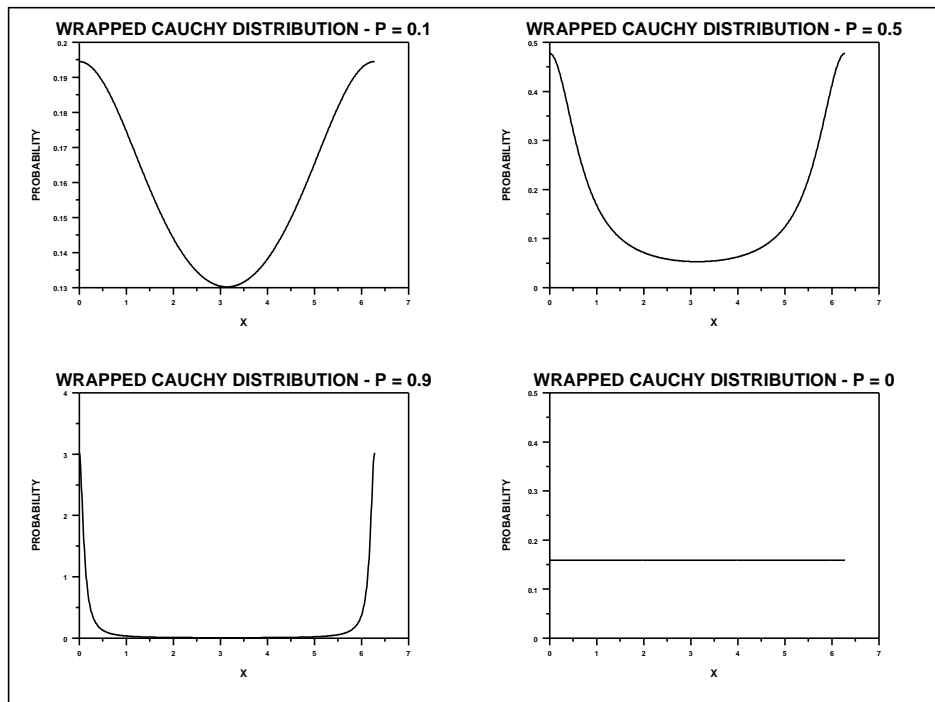 WRAPPED CAUCHY DISTRIBUTION - P = 0.1
0.2
0.19
0.18
0.17
0.16
0.15
0.14
0.13
PROBABILITY
0 1 2 3 4 5 6 7
X
WRAPPED CAUCHY DISTRIBUTION - P = 0.5
0.5
0.4
0.3
0.2
0.1
0
PROBABILITY
0 1 2 3 4 5 6 7
X
WRAPPED CAUCHY DISTRIBUTION - P = 0.9
4
3
2
1
0
PROBABILITY
0 1 2 3 4 5 6 7
X
WRAPPED CAUCHY DISTRIBUTION - P = 0
0.5
0.4
0.3
0.2
0.1
0
PROBABILITY
0 1 2 3 4 5 6 7
X